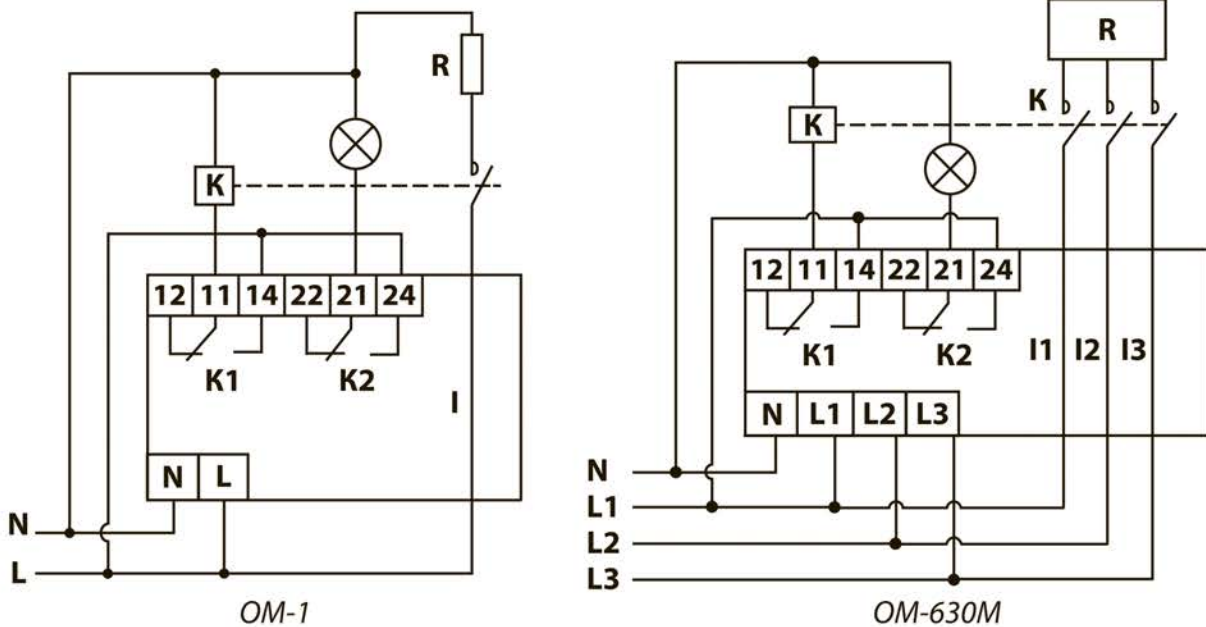 R
K
12 11 14 22 21 24
K1 K2
I
N L
N
L
OM-1
R
K
K
12 11 14 22 21 24
K1 K2 I1 I2 I3
N L1 L2 L3
N
L1
L2
L3
OM-630M